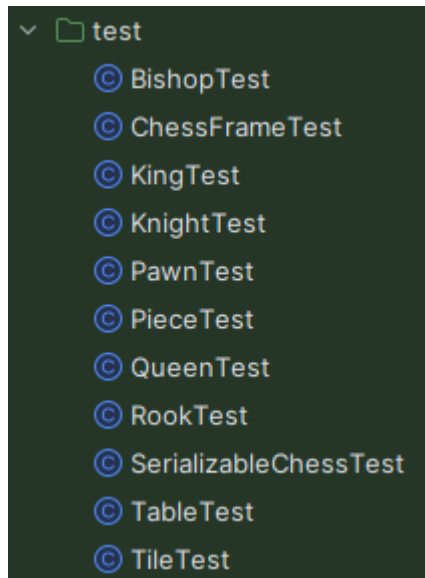 test
BishopTest
ChessFrameTest
KingTest
KnightTest
PawnTest
PieceTest
QueenTest
RookTest
SerializableChessTest
TableTest
TileTest